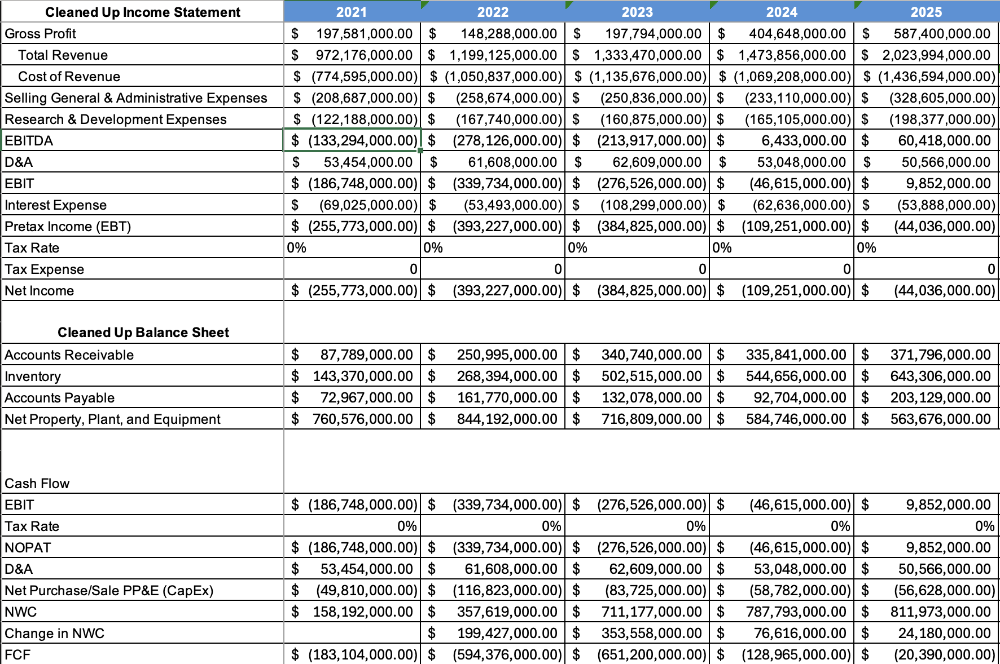 Cleaned Up Income Statement 2021 2022 2023 2024 2025
Gross Profit $ 197,581,000.00 $ 148,288,000.00 $ 197,794,000.00 $ 404,648,000.00 $ 587,400,000.00
Total Revenue $ 972,176,000.00 $ 1,199,125,000.00 $ 1,333,470,000.00 $ 1,473,856,000.00 $ 2,023,994,000.00
Cost of Revenue $ (774,595,000.00) $ (1,050,837,000.00) $ (1,135,676,000.00) $ (1,069,208,000.00) $ (1,436,594,000.00)
Selling General & Administrative Expenses $ (208,687,000.00) $ (258,674,000.00) $ (250,836,000.00) $ (233,110,000.00) $ (328,605,000.00)
Research & Development Expenses $ (122,188,000.00) $ (167,740,000.00) $ (160,875,000.00) $ (165,105,000.00) $ (198,377,000.00)
EBITDA $ (133,294,000.00) $ (278,126,000.00) $ (213,917,000.00) $ 6,433,000.00 $ 60,418,000.00
D&A $ 53,454,000.00 $ 61,608,000.00 $ 62,609,000.00 $ 53,048,000.00 $ 50,566,000.00
EBIT $ (186,748,000.00) $ (339,734,000.00) $ (276,526,000.00) $ (46,615,000.00) $ 9,852,000.00
Interest Expense $ (69,025,000.00) $ (53,493,000.00) $ (108,299,000.00) $ (62,636,000.00) $ (53,888,000.00)
Pretax Income (EBT) $ (255,773,000.00) $ (393,227,000.00) $ (384,825,000.00) $ (109,251,000.00) $ (44,036,000.00)
Tax Rate 0% 0% 0% 0% 0%
Tax Expense 0 0 0 0 0
Net Income $ (255,773,000.00) $ (393,227,000.00) $ (384,825,000.00) $ (109,251,000.00) $ (44,036,000.00)
Cleaned Up Balance Sheet
Accounts Receivable $ 87,789,000.00 $ 250,995,000.00 $ 340,740,000.00 $ 335,841,000.00 $ 371,796,000.00
Inventory $ 143,370,000.00 $ 268,394,000.00 $ 502,515,000.00 $ 544,656,000.00 $ 643,306,000.00
Accounts Payable $ 72,967,000.00 $ 161,770,000.00 $ 132,078,000.00 $ 92,704,000.00 $ 203,129,000.00
Net Property, Plant, and Equipment $ 760,576,000.00 $ 844,192,000.00 $ 716,809,000.00 $ 584,746,000.00 $ 563,676,000.00
Cash Flow
EBIT $ (186,748,000.00) $ (339,734,000.00) $ (276,526,000.00) $ (46,615,000.00) $ 9,852,000.00
Tax Rate 0% 0% 0% 0% 0%
NOPAT $ (186,748,000.00) $ (339,734,000.00) $ (276,526,000.00) $ (46,615,000.00) $ 9,852,000.00
D&A $ 53,454,000.00 $ 61,608,000.00 $ 62,609,000.00 $ 53,048,000.00 $ 50,566,000.00
Net Purchase/Sale PP&E (CapEx) $ (49,810,000.00) $ (116,823,000.00) $ (83,725,000.00) $ (58,782,000.00) $ (56,628,000.00)
NWC $ 158,192,000.00 $ 357,619,000.00 $ 711,177,000.00 $ 787,793,000.00 $ 811,973,000.00
Change in NWC $ 199,427,000.00 $ 353,558,000.00 $ 76,616,000.00 $ 24,180,000.00
FCF $ (183,104,000.00) $ (594,376,000.00) $ (651,200,000.00) $ (128,965,000.00) $ (20,390,000.00)